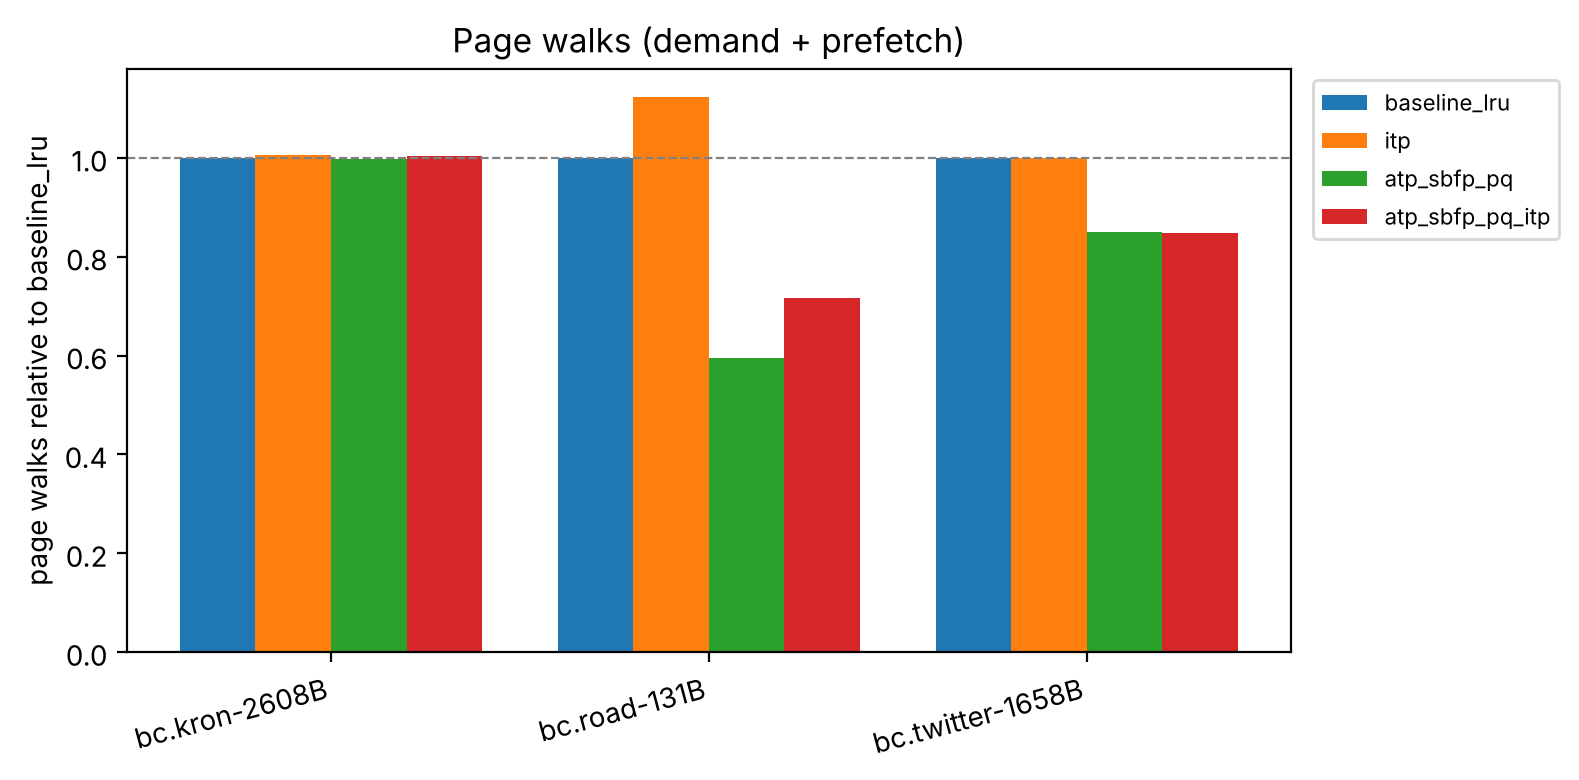 Page walks (demand + prefetch)
page walks relative to baseline_lru
1.0
0.8
0.6
0.4
0.2
0.0
bc.kron-2608B
bc.road-131B
bc.twitter-1658B
baseline_lru
itp
atp_sbfp_pq
atp_sbfp_pq_itp